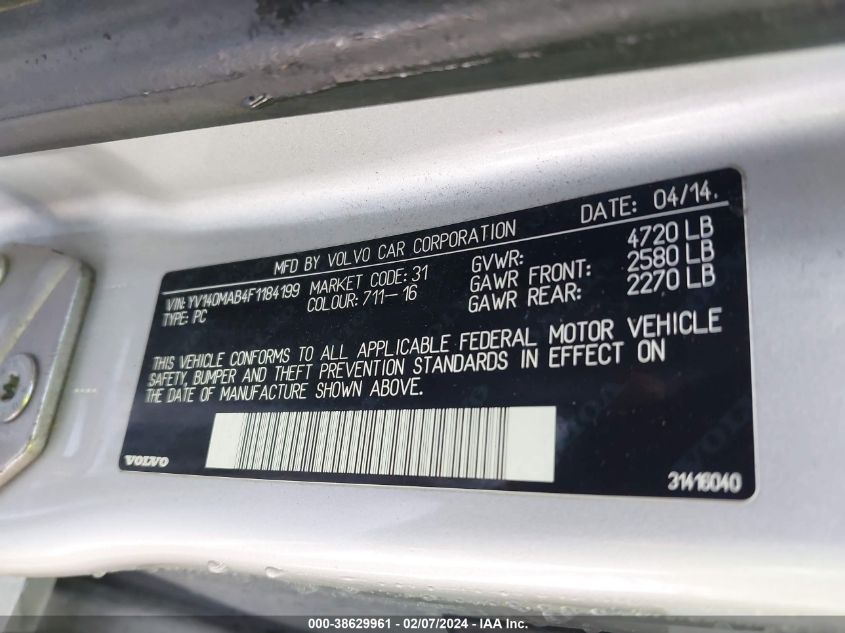 MFD BY VOLVO CAR CORPORATION DATE: 04/14.
VIN: YV140MAB4F1184199 MARKET CODE: 31 GVWR: 4720 LB
TYPE: PC COLOUR: 711-16 GAWR FRONT: 2580 LB
GAWR REAR: 2270 LB
THIS VEHICLE CONFORMS TO ALL APPLICABLE FEDERAL MOTOR VEHICLE
SAFETY, BUMPER AND THEFT PREVENTION STANDARDS IN EFFECT ON
THE DATE OF MANUFACTURE SHOWN ABOVE.
VOLVO 31416040
000-38629961 - 02/07/2024 - IAA Inc.